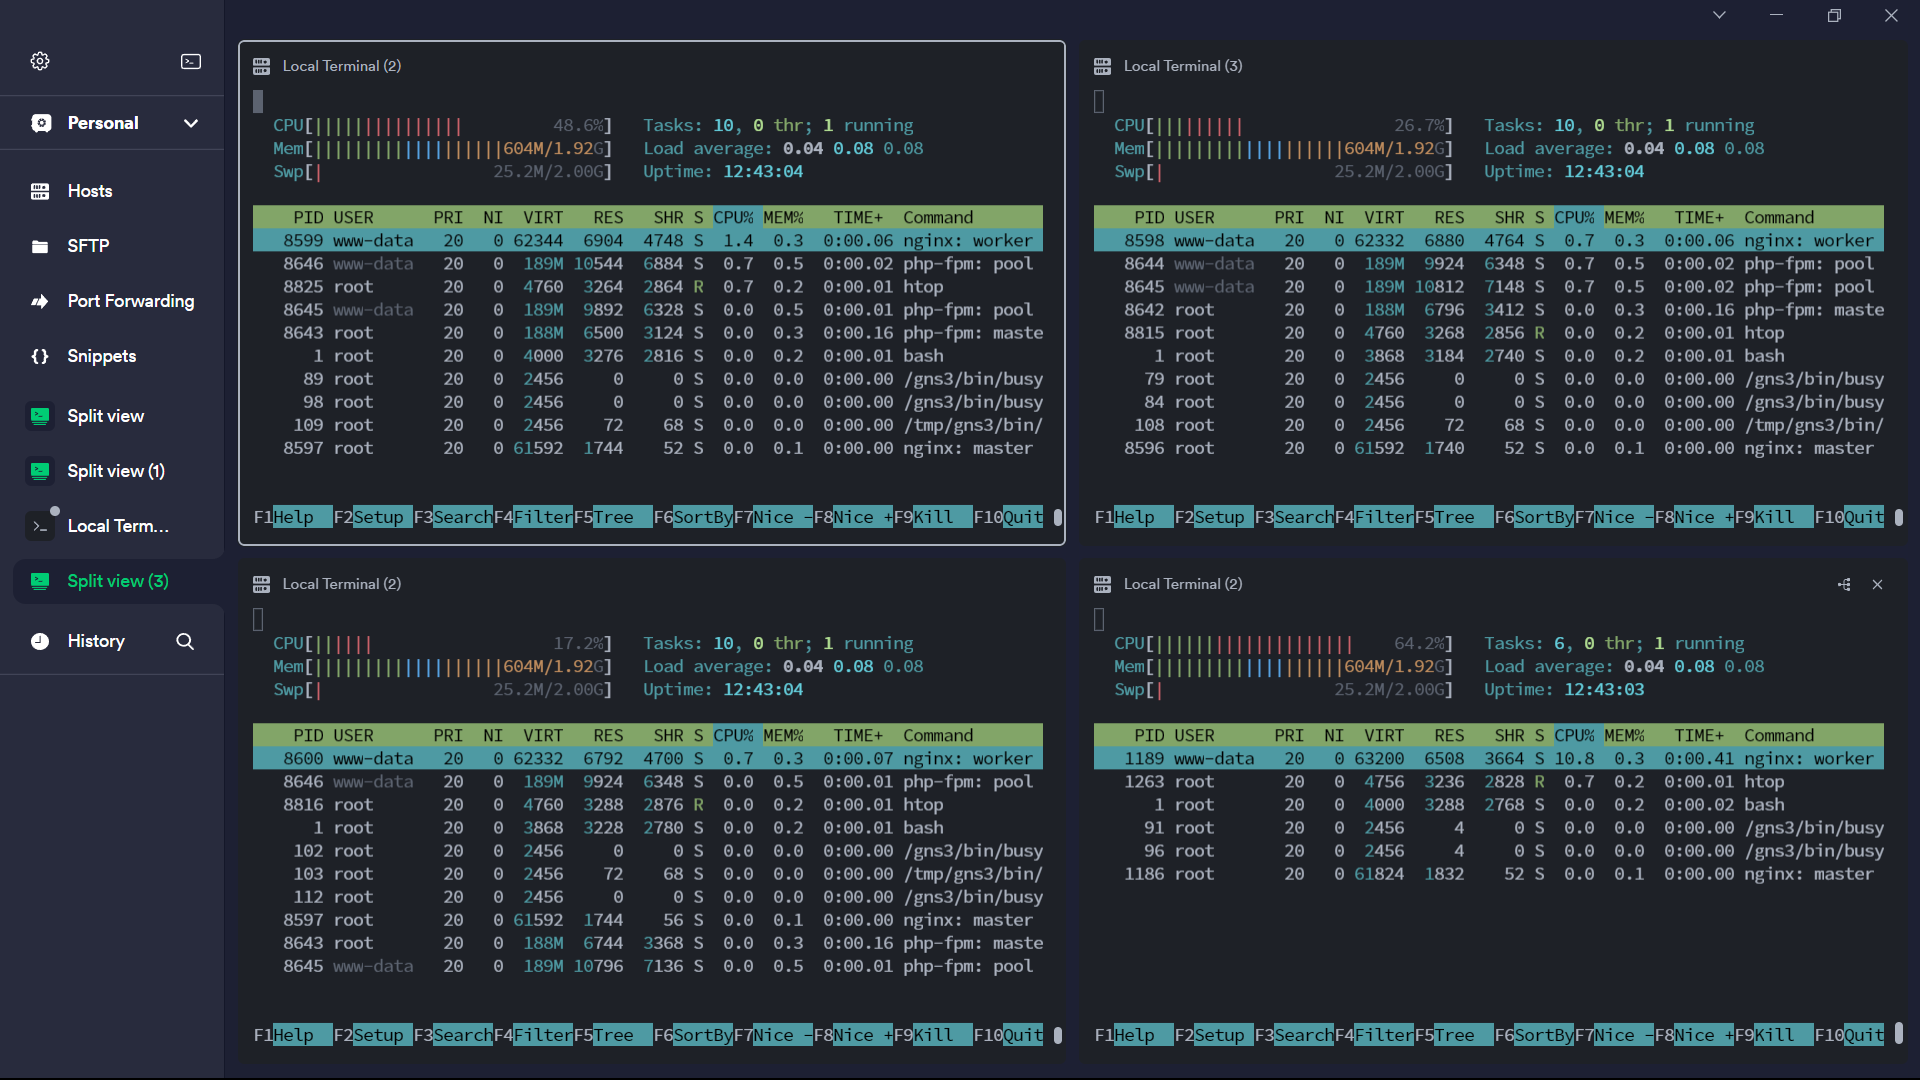 Personal
Hosts
SFTP
Port Forwarding
Snippets
Split view
Split view (1)
Local Term...
Split view (3)
History
Local Terminal (2)
CPU[||||||||||||||| 48.6%] Tasks: 10, 0 thr; 1 running
Mem[|||||||||||||||||||604M/1.92G] Load average: 0.04 0.08 0.08
Swp[| 25.2M/2.00G] Uptime: 12:43:04
PID USER PRI NI VIRT RES SHR S CPU% MEM% TIME+ Command
8599 www-data 20 0 62344 6904 4748 S 1.4 0.3 0:00.06 nginx: worker
8646 www-data 20 0 189M 10544 6884 S 0.7 0.5 0:00.02 php-fpm: pool
8825 root 20 0 4760 3264 2864 R 0.7 0.2 0:00.01 htop
8645 www-data 20 0 189M 9892 6328 S 0.0 0.5 0:00.01 php-fpm: pool
8643 root 20 0 188M 6500 3124 S 0.0 0.3 0:00.16 php-fpm: maste
1 root 20 0 4000 3276 2816 S 0.0 0.2 0:00.01 bash
89 root 20 0 2456 0 0 S 0.0 0.0 0:00.00 /gns3/bin/busy
98 root 20 0 2456 0 0 S 0.0 0.0 0:00.00 /gns3/bin/busy
109 root 20 0 2456 72 68 S 0.0 0.0 0:00.00 /tmp/gns3/bin/
8597 root 20 0 61592 1744 52 S 0.0 0.1 0:00.00 nginx: master
F1Help F2Setup F3SearchF4FilterF5Tree F6SortByF7Nice -F8Nice +F9Kill F10Quit
Local Terminal (3)
CPU[||||||||| 26.7%] Tasks: 10, 0 thr; 1 running
Mem[|||||||||||||||||||604M/1.92G] Load average: 0.04 0.08 0.08
Swp[| 25.2M/2.00G] Uptime: 12:43:04
PID USER PRI NI VIRT RES SHR S CPU% MEM% TIME+ Command
8598 www-data 20 0 62332 6880 4764 S 0.7 0.3 0:00.06 nginx: worker
8644 www-data 20 0 189M 9924 6348 S 0.7 0.5 0:00.02 php-fpm: pool
8645 www-data 20 0 189M 10812 7148 S 0.7 0.5 0:00.02 php-fpm: pool
8642 root 20 0 188M 6796 3412 S 0.0 0.3 0:00.16 php-fpm: maste
8815 root 20 0 4760 3268 2856 R 0.0 0.2 0:00.01 htop
1 root 20 0 3868 3184 2740 S 0.0 0.2 0:00.01 bash
79 root 20 0 2456 0 0 S 0.0 0.0 0:00.00 /gns3/bin/busy
84 root 20 0 2456 0 0 S 0.0 0.0 0:00.00 /gns3/bin/busy
108 root 20 0 2456 72 68 S 0.0 0.0 0:00.00 /tmp/gns3/bin/
8596 root 20 0 61592 1740 52 S 0.0 0.1 0:00.00 nginx: master
F1Help F2Setup F3SearchF4FilterF5Tree F6SortByF7Nice -F8Nice +F9Kill F10Quit
Local Terminal (2)
CPU[|||||| 17.2%] Tasks: 10, 0 thr; 1 running
Mem[|||||||||||||||||||604M/1.92G] Load average: 0.04 0.08 0.08
Swp[| 25.2M/2.00G] Uptime: 12:43:04
PID USER PRI NI VIRT RES SHR S CPU% MEM% TIME+ Command
8600 www-data 20 0 62332 6792 4700 S 0.7 0.3 0:00.07 nginx: worker
8646 www-data 20 0 189M 9924 6348 S 0.0 0.5 0:00.01 php-fpm: pool
8816 root 20 0 4760 3288 2876 R 0.0 0.2 0:00.01 htop
1 root 20 0 3868 3228 2780 S 0.0 0.2 0:00.01 bash
102 root 20 0 2456 0 0 S 0.0 0.0 0:00.00 /gns3/bin/busy
103 root 20 0 2456 72 68 S 0.0 0.0 0:00.00 /tmp/gns3/bin/
112 root 20 0 2456 0 0 S 0.0 0.0 0:00.00 /gns3/bin/busy
8597 root 20 0 61592 1744 56 S 0.0 0.1 0:00.00 nginx: master
8643 root 20 0 188M 6744 3368 S 0.0 0.3 0:00.16 php-fpm: maste
8645 www-data 20 0 189M 10796 7136 S 0.0 0.5 0:00.01 php-fpm: pool
F1Help F2Setup F3SearchF4FilterF5Tree F6SortByF7Nice -F8Nice +F9Kill F10Quit
Local Terminal (2)
CPU[|||||||||||||||||||| 64.2%] Tasks: 6, 0 thr; 1 running
Mem[|||||||||||||||||||604M/1.92G] Load average: 0.04 0.08 0.08
Swp[| 25.2M/2.00G] Uptime: 12:43:03
PID USER PRI NI VIRT RES SHR S CPU% MEM% TIME+ Command
1189 www-data 20 0 63200 6508 3664 S 10.8 0.3 0:00.41 nginx: worker
1263 root 20 0 4756 3236 2828 R 0.7 0.2 0:00.01 htop
1 root 20 0 4000 3288 2768 S 0.0 0.2 0:00.02 bash
91 root 20 0 2456 4 0 S 0.0 0.0 0:00.00 /gns3/bin/busy
96 root 20 0 2456 4 0 S 0.0 0.0 0:00.00 /gns3/bin/busy
1186 root 20 0 61824 1832 52 S 0.0 0.1 0:00.00 nginx: master
F1Help F2Setup F3SearchF4FilterF5Tree F6SortByF7Nice -F8Nice +F9Kill F10Quit